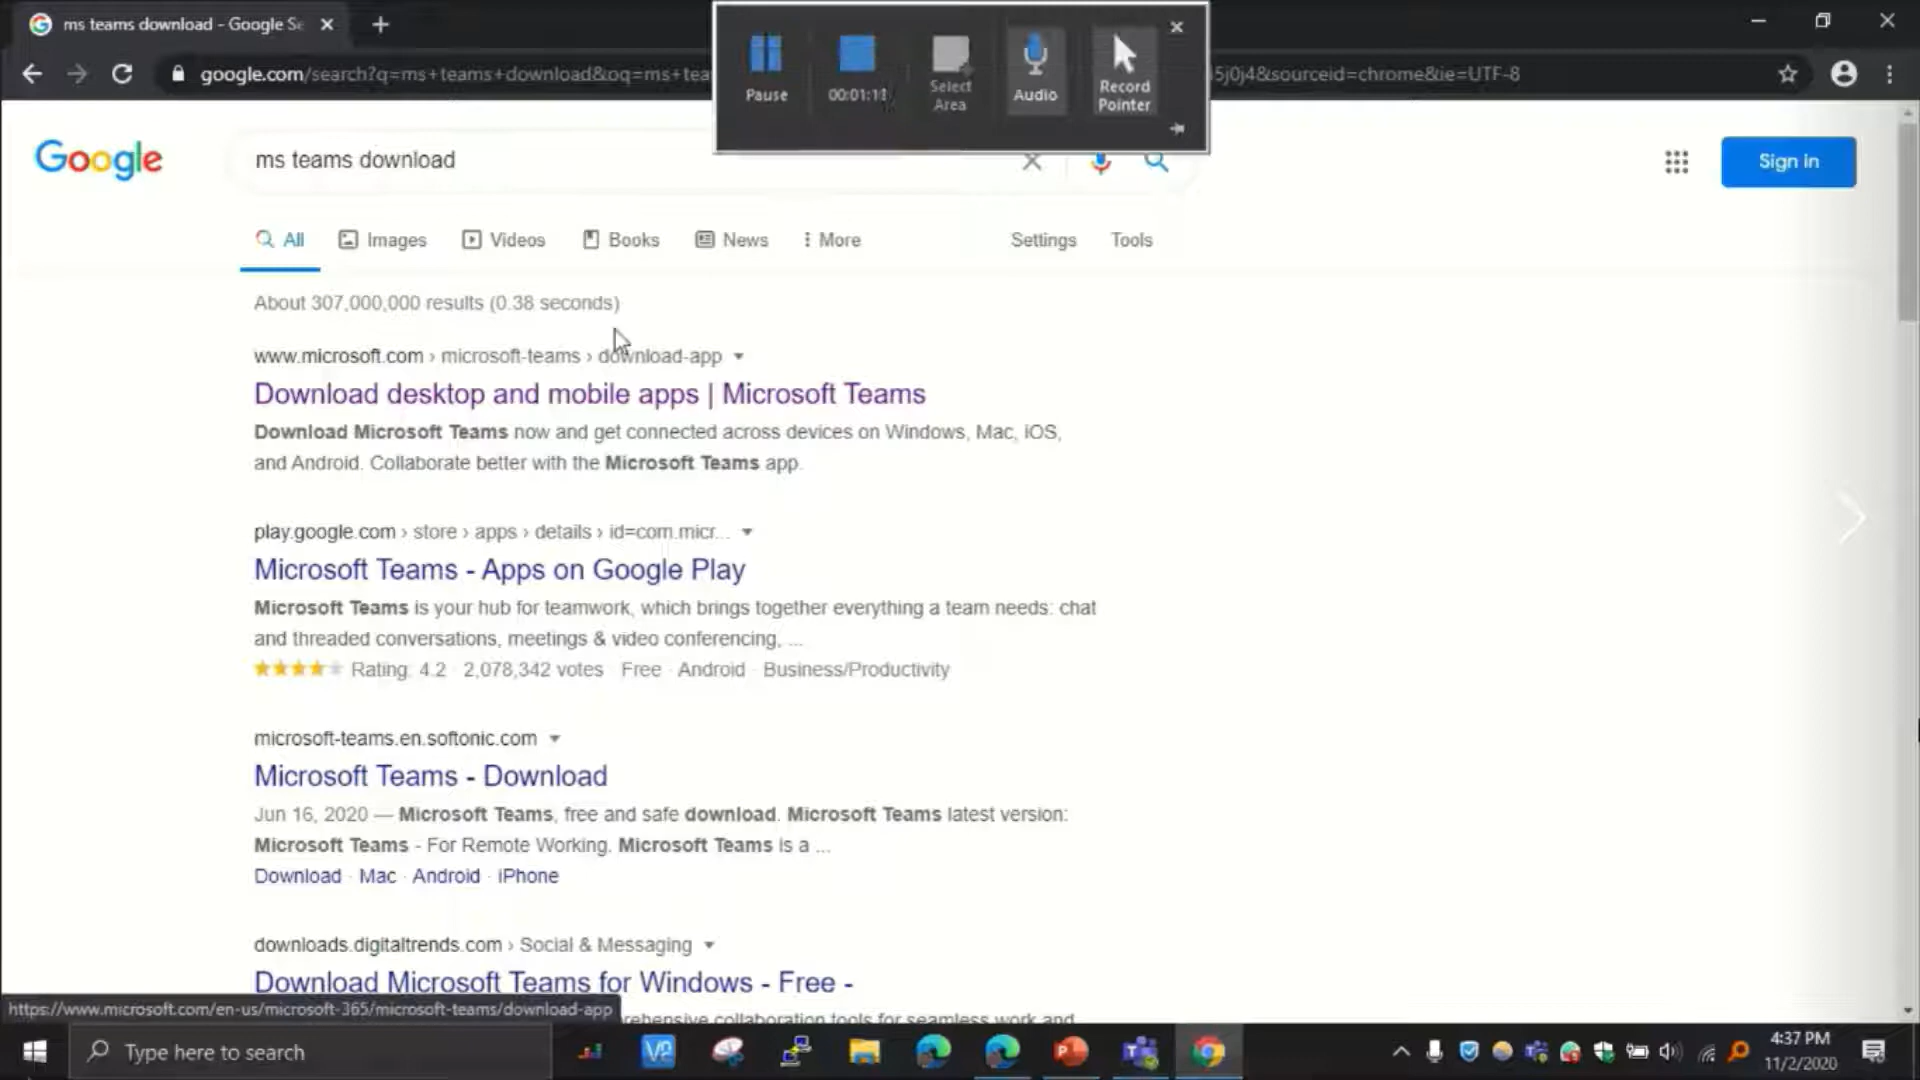 ms teams download - Google Se
google.com/search?q=ms+teams+download&oq=ms+tea
5j0j4&sourceid=chrome&ie=UTF-8
Pause
00:01:11
Select
Area
Audio
Record
Pointer
Google
ms teams download
Sign in
All
Images
Videos
Books
News
More
Settings
Tools
About 307,000,000 results (0.38 seconds)
www.microsoft.com › microsoft-teams › download-app
Download desktop and mobile apps | Microsoft Teams
Download Microsoft Teams now and get connected across devices on Windows, Mac, iOS,
and Android. Collaborate better with the Microsoft Teams app.
play.google.com › store › apps › details › id=com.micr...
Microsoft Teams - Apps on Google Play
Microsoft Teams is your hub for teamwork, which brings together everything a team needs: chat
and threaded conversations, meetings & video conferencing, ...
Rating: 4.2 · 2,078,342 votes · Free · Android · Business/Productivity
microsoft-teams.en.softonic.com
Microsoft Teams - Download
Jun 16, 2020 — Microsoft Teams, free and safe download. Microsoft Teams latest version:
Microsoft Teams - For Remote Working. Microsoft Teams is a ...
Download · Mac · Android · iPhone
downloads.digitaltrends.com › Social & Messaging
Download Microsoft Teams for Windows - Free -
https://www.microsoft.com/en-us/microsoft-365/microsoft-teams/download-app
rehensive collaboration tools for seamless work and
Type here to search
4:37 PM
11/2/2020